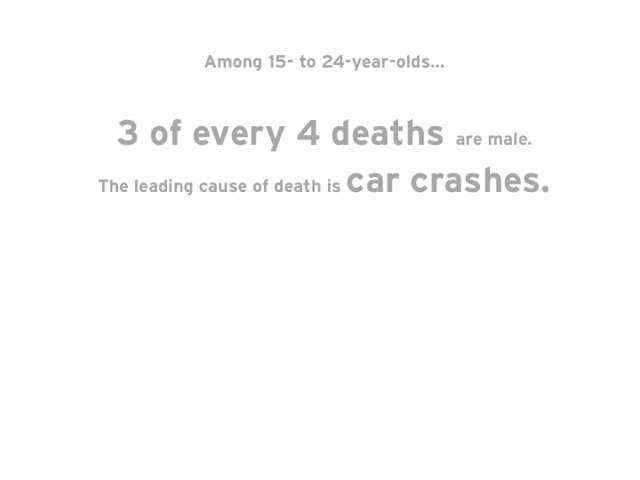 Among 15- to 24-year-olds...
3 of every 4 deaths are male.
The leading cause of death is car crashes.